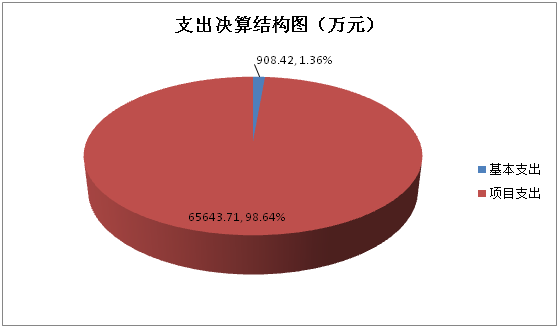 支出决算结构图（万元）
908.42, 1.36%
65643.71, 98.64%
基本支出
项目支出